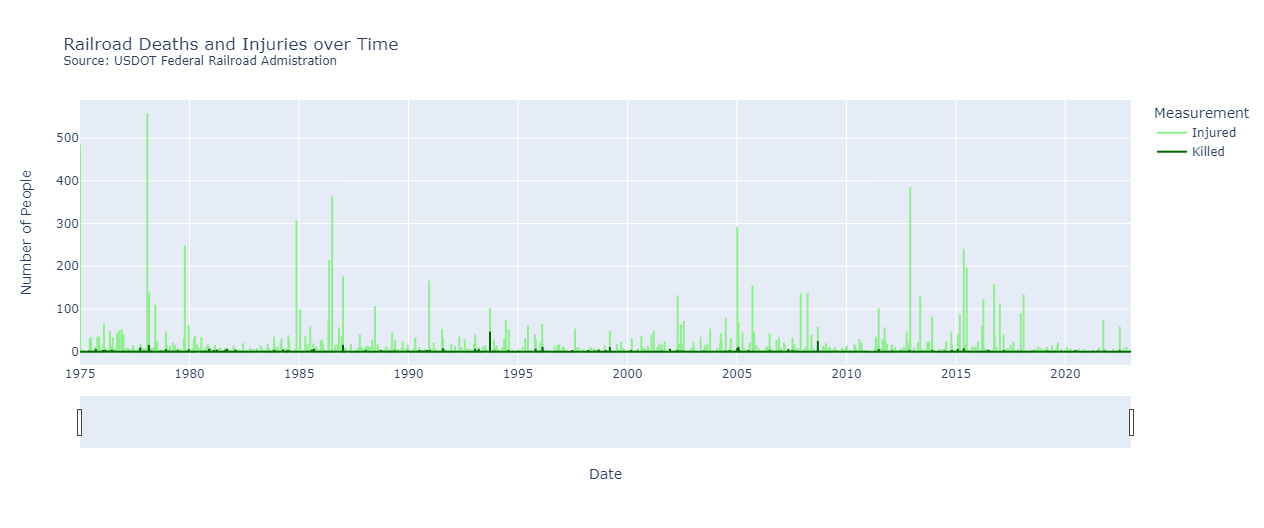 Railroad Deaths and Injuries over Time
Source: USDOT Federal Railroad Admistration
Measurement
Injured
Killed
Number of People
500
400
300
200
100
0
1975 1980 1985 1990 1995 2000 2005 2010 2015 2020
Date